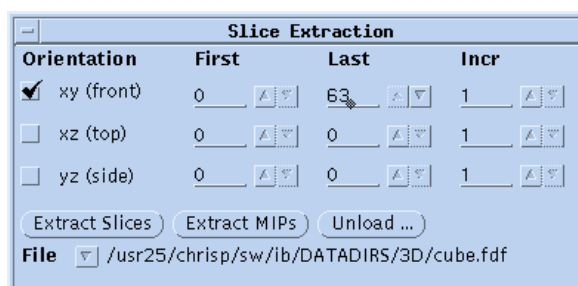 Slice Extraction
Orientation First Last Incr
xy (front) 0 63 1
xz (top) 0 0 1
yz (side) 0 0 1
Extract Slices Extract MIPs Unload ...
File /usr25/chrisp/sw/ib/DATADIRS/3D/cube.fdf